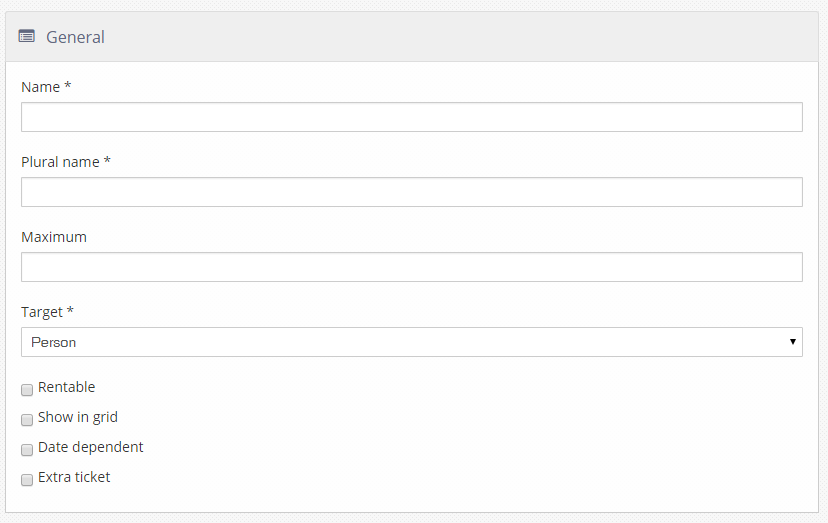 General
Name *
Plural name *
Maximum
Target *
Person
Rentable
Show in grid
Date dependent
Extra ticket